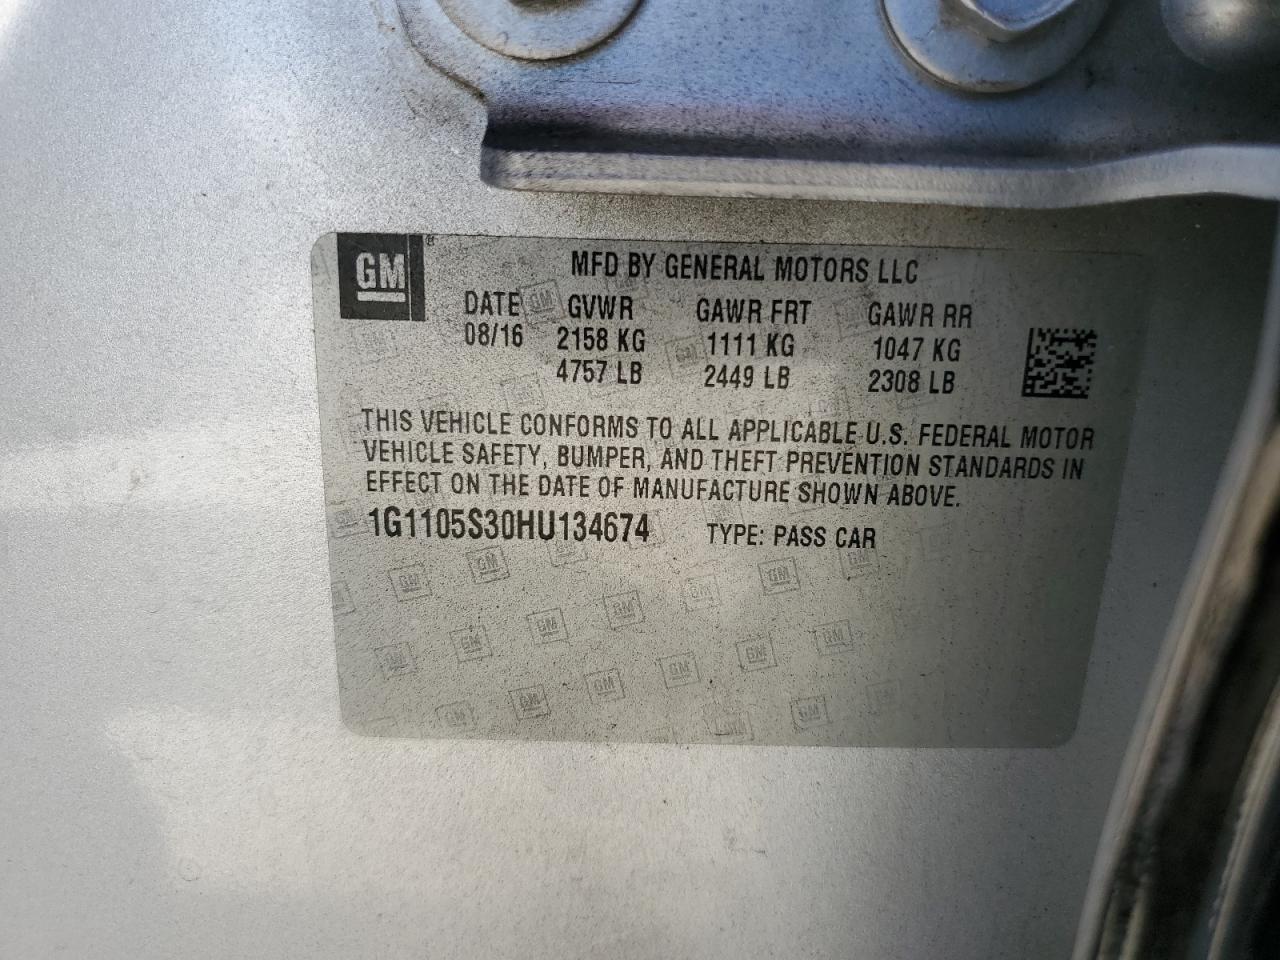 GM®
MFD BY GENERAL MOTORS LLC
DATE GVWR GAWR FRT GAWR RR
08/16 2158 KG 1111 KG 1047 KG
4757 LB 2449 LB 2308 LB
THIS VEHICLE CONFORMS TO ALL APPLICABLE U.S. FEDERAL MOTOR
VEHICLE SAFETY, BUMPER, AND THEFT PREVENTION STANDARDS IN
EFFECT ON THE DATE OF MANUFACTURE SHOWN ABOVE.
1G1105S30HU134674 TYPE: PASS CAR